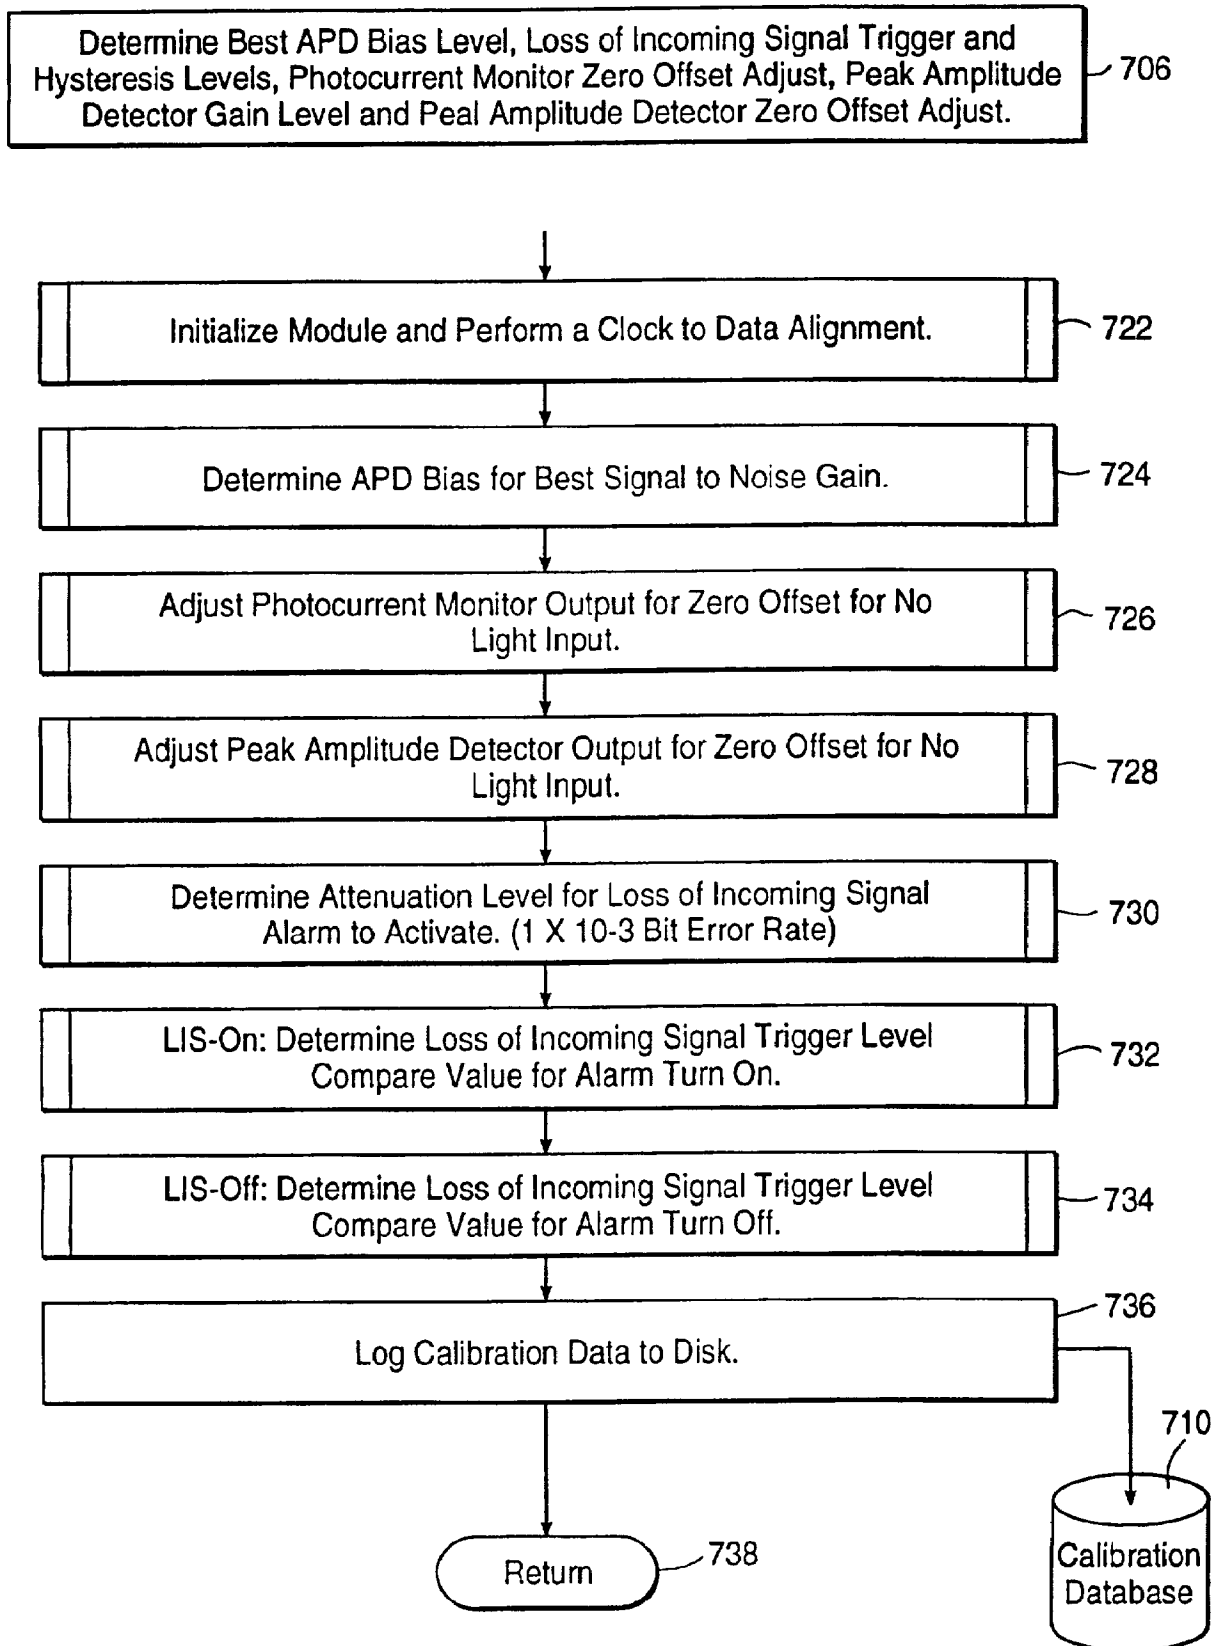 Determine Best APD Bias Level, Loss of Incoming Signal Trigger and
Hysteresis Levels, Photocurrent Monitor Zero Offset Adjust, Peak Amplitude
Detector Gain Level and Peal Amplitude Detector Zero Offset Adjust.
706
Initialize Module and Perform a Clock to Data Alignment.
722
Determine APD Bias for Best Signal to Noise Gain.
724
Adjust Photocurrent Monitor Output for Zero Offset for No
Light Input.
726
Adjust Peak Amplitude Detector Output for Zero Offset for No
Light Input.
728
Determine Attenuation Level for Loss of Incoming Signal
Alarm to Activate. (1 X 10-3 Bit Error Rate)
730
LIS-On: Determine Loss of Incoming Signal Trigger Level
Compare Value for Alarm Turn On.
732
LIS-Off: Determine Loss of Incoming Signal Trigger Level
Compare Value for Alarm Turn Off.
734
736
Log Calibration Data to Disk.
710
Calibration
Database
Return
738